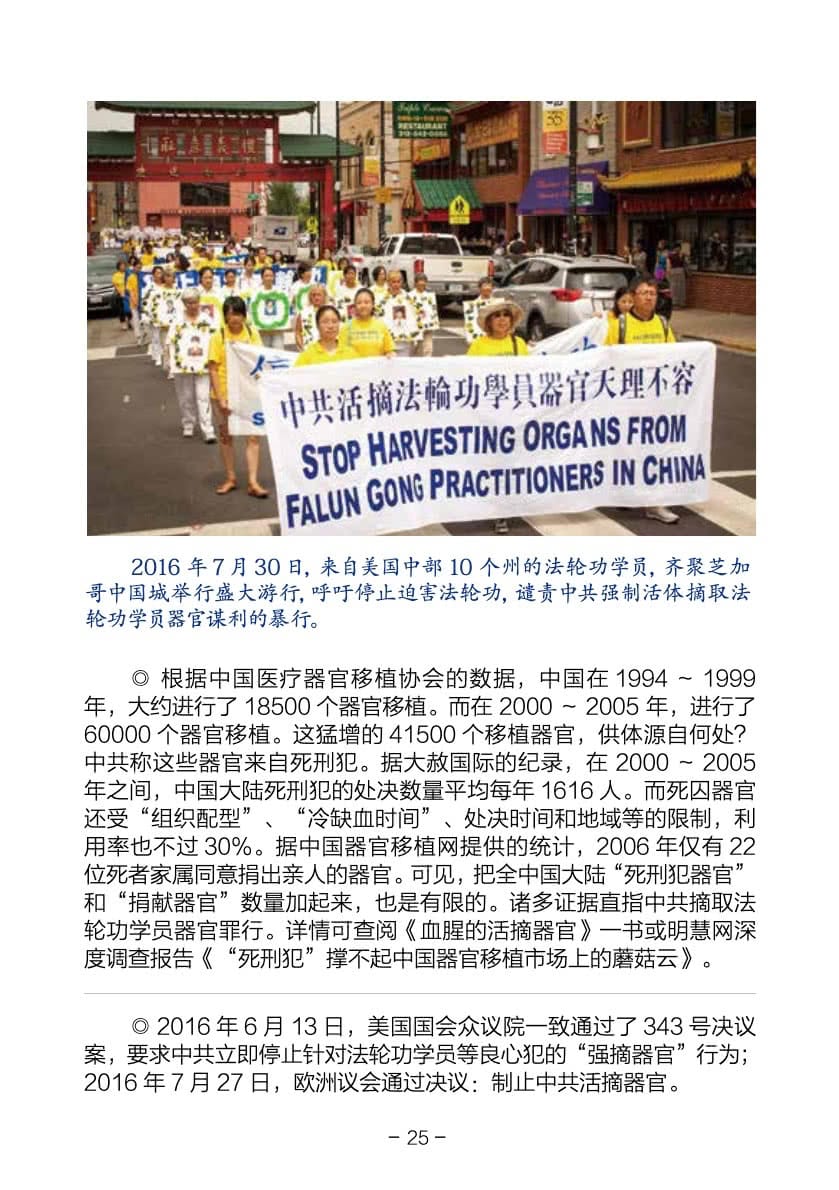 Triple Crown
RESTAURANT
312-842-0088
35
中共活摘法輪功學員器官天理不容
STOP HARVESTING ORGANS FROM
FALUN GONG PRACTITIONERS IN CHINA
2016 年 7 月 30 日, 来自美国中部 10 个州的法轮功学员, 齐聚芝加
哥中国城举行盛大游行, 呼吁停止迫害法轮功, 谴责中共强制活体摘取法
轮功学员器官谋利的暴行。
◎ 根据中国医疗器官移植协会的数据，中国在 1994 ～ 1999
年，大约进行了 18500 个器官移植。而在 2000 ～ 2005 年，进行了
60000 个器官移植。这猛增的 41500 个移植器官，供体源自何处？
中共称这些器官来自死刑犯。据大赦国际的纪录，在 2000 ～ 2005
年之间，中国大陆死刑犯的处决数量平均每年 1616 人。而死囚器官
还受“组织配型”、“冷缺血时间”、处决时间和地域等的限制，利
用率也不过 30%。据中国器官移植网提供的统计，2006 年仅有 22
位死者家属同意捐出亲人的器官。可见，把全中国大陆“死刑犯器官”
和“捐献器官”数量加起来，也是有限的。诸多证据直指中共摘取法
轮功学员器官罪行。详情可查阅《血腥的活摘器官》一书或明慧网深
度调查报告《“死刑犯”撑不起中国器官移植市场上的蘑菇云》。
◎ 2016 年 6 月 13 日，美国国会众议院一致通过了 343 号决议
案，要求中共立即停止针对法轮功学员等良心犯的“强摘器官”行为；
2016 年 7 月 27 日，欧洲议会通过决议：制止中共活摘器官。
- 25 -